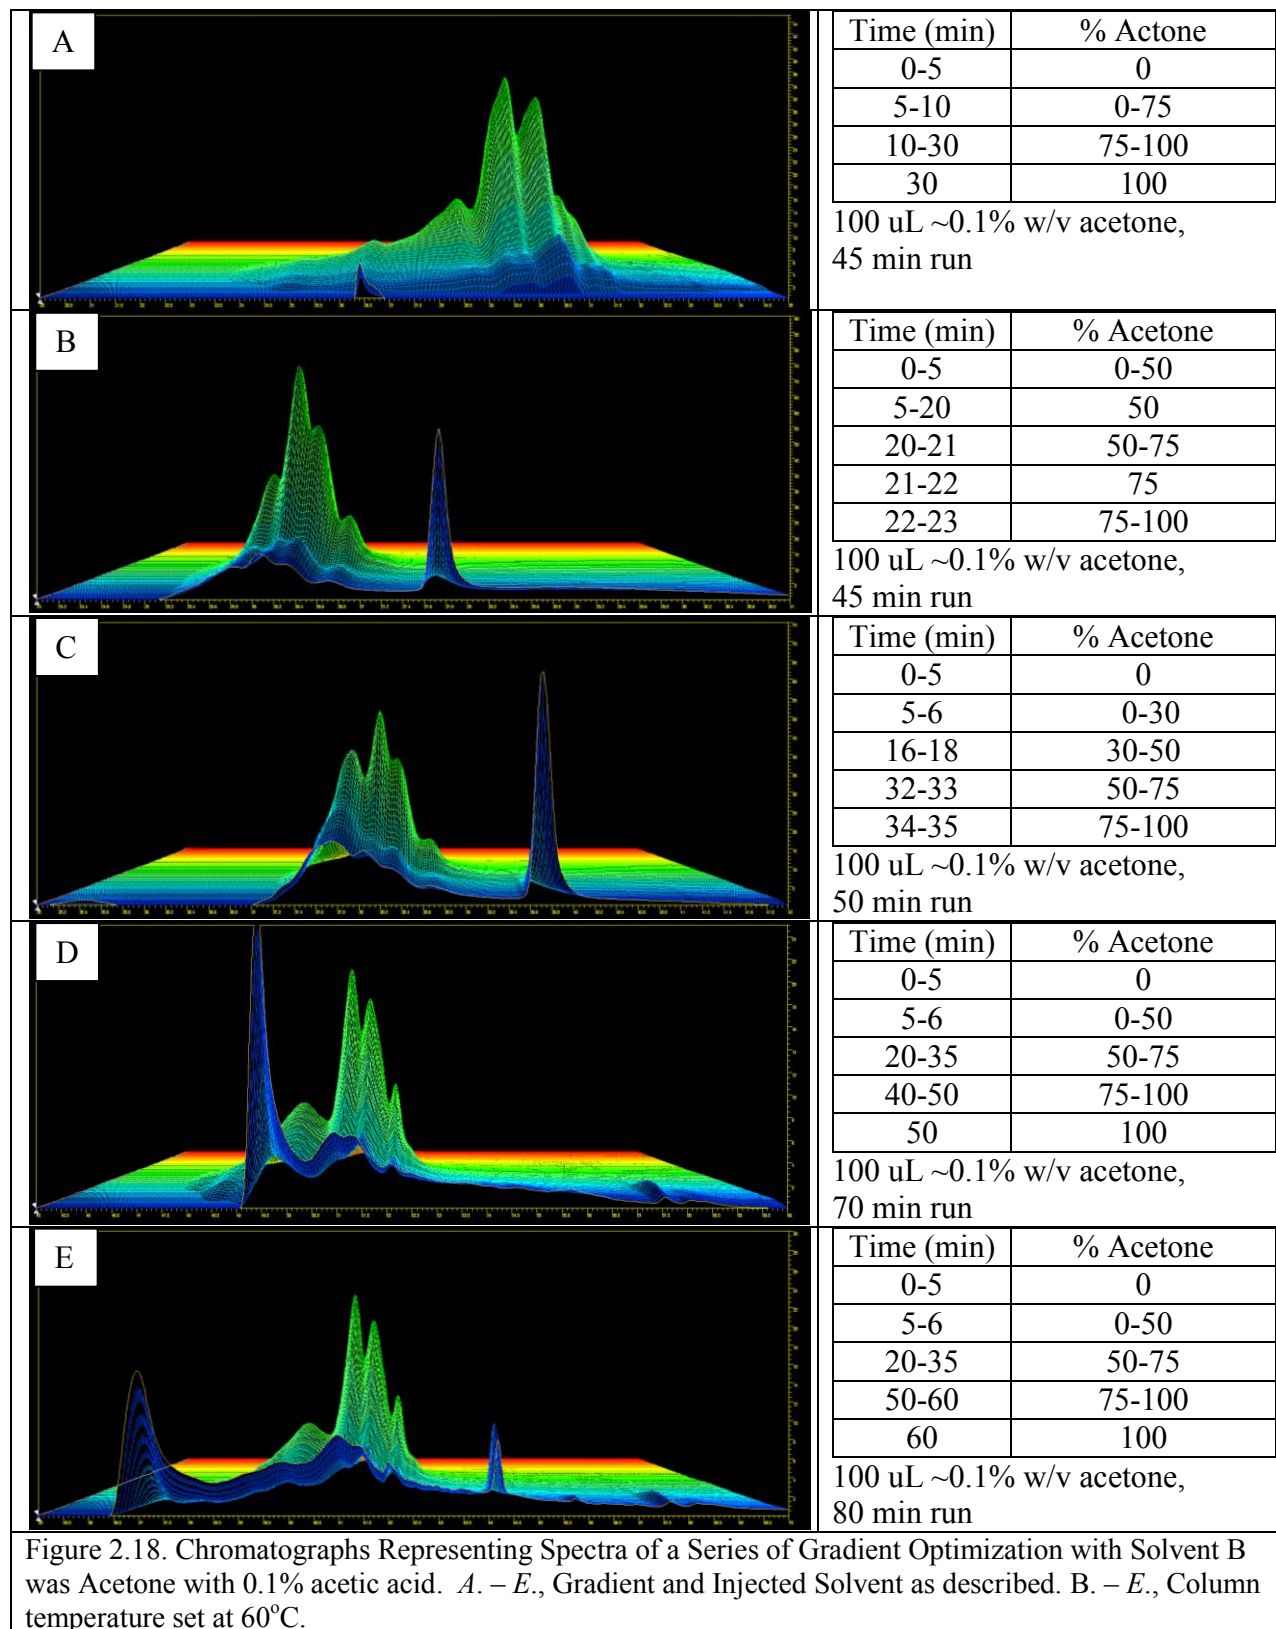 A
Time (min) % Actone
0-5 0
5-10 0-75
10-30 75-100
30 100
100 uL ~0.1% w/v acetone,
45 min run
B
Time (min) % Acetone
0-5 0-50
5-20 50
20-21 50-75
21-22 75
22-23 75-100
100 uL ~0.1% w/v acetone,
45 min run
C
Time (min) % Acetone
0-5 0
5-6 0-30
16-18 30-50
32-33 50-75
34-35 75-100
100 uL ~0.1% w/v acetone,
50 min run
D
Time (min) % Acetone
0-5 0
5-6 0-50
20-35 50-75
40-50 75-100
50 100
100 uL ~0.1% w/v acetone,
70 min run
E
Time (min) % Acetone
0-5 0
5-6 0-50
20-35 50-75
50-60 75-100
60 100
100 uL ~0.1% w/v acetone,
80 min run
Figure 2.18. Chromatographs Representing Spectra of a Series of Gradient Optimization with Solvent B
was Acetone with 0.1% acetic acid. A. – E., Gradient and Injected Solvent as described. B. – E., Column
temperature set at 60°C.